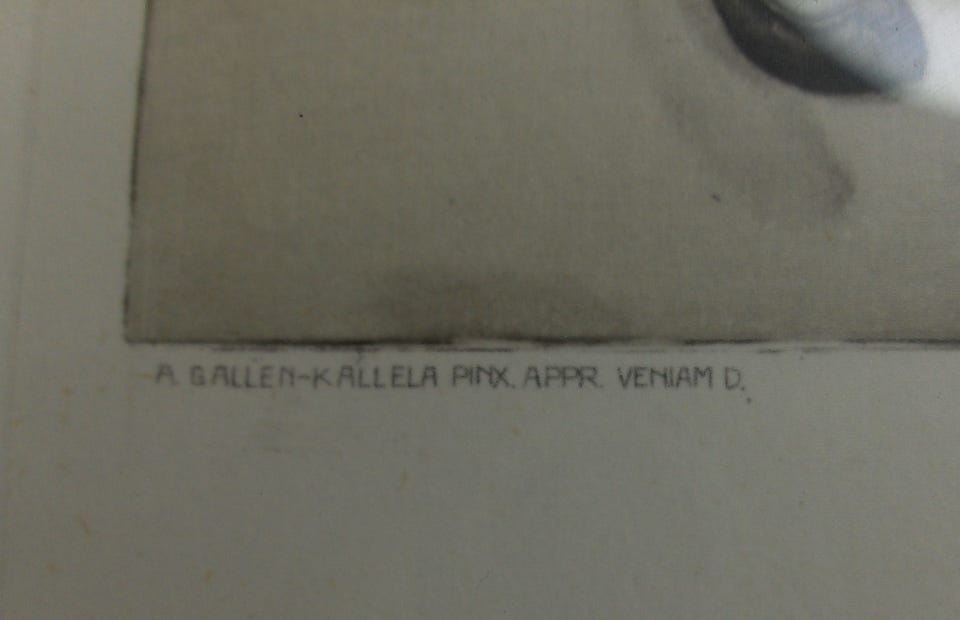 A. GALLEN-KALLELA PINX. APPR. VENIAM D.